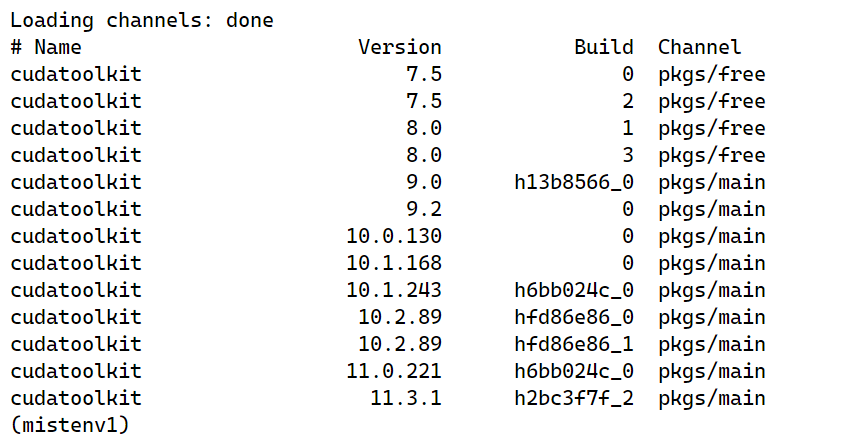 Loading channels: done
# Name                       Version           Build  Channel
cudatoolkit                      7.5               0  pkgs/free
cudatoolkit                      7.5               2  pkgs/free
cudatoolkit                      8.0               1  pkgs/free
cudatoolkit                      8.0               3  pkgs/free
cudatoolkit                      9.0      h13b8566_0  pkgs/main
cudatoolkit                      9.2               0  pkgs/main
cudatoolkit                 10.0.130               0  pkgs/main
cudatoolkit                 10.1.168               0  pkgs/main
cudatoolkit                 10.1.243      h6bb024c_0  pkgs/main
cudatoolkit                  10.2.89      hfd86e86_0  pkgs/main
cudatoolkit                  10.2.89      hfd86e86_1  pkgs/main
cudatoolkit                 11.0.221      h6bb024c_0  pkgs/main
cudatoolkit                   11.3.1      h2bc3f7f_2  pkgs/main
(mistenv1)